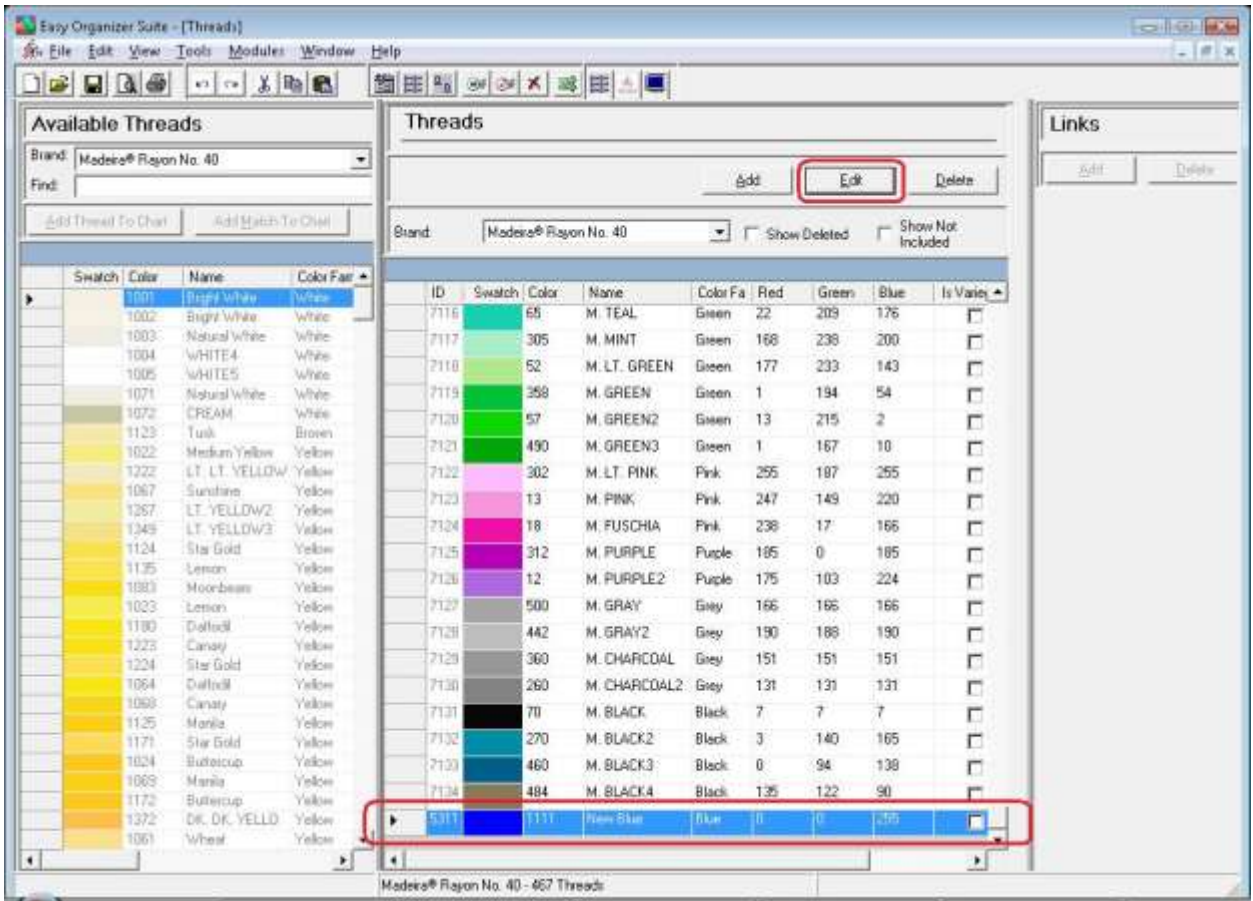 Easy Organizer Suite - [Threads]
File Edit View Tools Modules Window Help
Available Threads
Brand: Madeira® Rayon No. 40
Find:
Add Thread To Chart Add Match To Chart
Swatch Color Name Color Fam
1001 Bright White White
1002 Bright White White
1003 Natural White White
1004 WHITE4 White
1005 WHITE5 White
1071 Natural White White
1072 CREAM White
1123 Tusk Brown
1022 Medium Yellow Yellow
1222 LT. LT. YELLOW Yellow
1067 Sunshine Yellow
1267 LT. YELLOW2 Yellow
1349 LT. YELLOW3 Yellow
1124 Star Gold Yellow
1135 Lemon Yellow
1083 Moonbeam Yellow
1023 Lemon Yellow
1180 Daffodil Yellow
1223 Canary Yellow
1224 Star Gold Yellow
1064 Daffodil Yellow
1068 Canary Yellow
1125 Manila Yellow
1171 Star Gold Yellow
1024 Buttercup Yellow
1069 Manila Yellow
1172 Buttercup Yellow
1372 DK. DK. YELLO Yellow
1061 Wheat Yellow
Threads
Add Edit Delete
Brand: Madeira® Rayon No. 40 Show Deleted Show Not
Included
ID Swatch Color Name Color Fa Red Green Blue Is Varieg
7116 65 M. TEAL Green 22 209 176
7117 305 M. MINT Green 168 238 200
7118 52 M. LT. GREEN Green 177 233 143
7119 358 M. GREEN Green 1 194 54
7120 57 M. GREEN2 Green 13 215 2
7121 490 M. GREEN3 Green 1 167 10
7122 302 M. LT. PINK Pink 255 187 255
7123 13 M. PINK Pink 247 149 220
7124 18 M. FUSCHIA Pink 238 17 166
7125 312 M. PURPLE Purple 185 0 185
7126 12 M. PURPLE2 Purple 175 103 224
7127 500 M. GRAY Grey 166 166 166
7128 442 M. GRAY2 Grey 190 188 190
7129 360 M. CHARCOAL Grey 151 151 151
7130 260 M. CHARCOAL2 Grey 131 131 131
7131 70 M. BLACK Black 7 7 7
7132 270 M. BLACK2 Black 3 140 165
7133 460 M. BLACK3 Black 0 94 138
7134 484 M. BLACK4 Black 135 122 90
5311 1111 New Blue Blue 0 0 255
Links
Add Delete
Madeira® Rayon No. 40 - 467 Threads